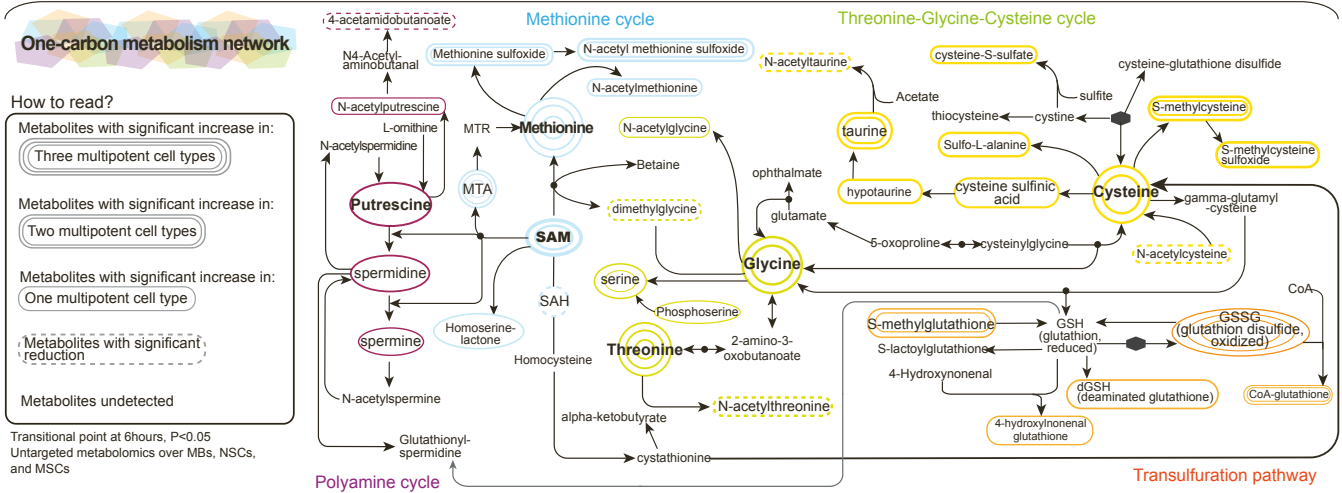 One-carbon metabolism network
How to read?
Metabolites with significant increase in:
Three multipotent cell types
Metabolites with significant increase in:
Two multipotent cell types
Metabolites with significant increase in:
One multipotent cell type
Metabolites with significant
reduction
Metabolites undetected
Transitional point at 6hours, P<0.05
Untargeted metabolomics over MBs, NSCs,
and MSCs
4-acetamidobutanoate
N4-Acetyl-
aminobutanal
N-acetylputrescine
L-ornithine
N-acetylspermidine
Putrescine
spermidine
spermine
N-acetylspermine
Glutathionyl-
spermidine
Polyamine cycle
Methionine cycle
Methionine sulfoxide
N-acetyl methionine sulfoxide
N-acetylmethionine
MTR
Methionine
MTA
Betaine
dimethylglycine
SAM
SAH
Homoserine-
lactone
Homocysteine
alpha-ketobutyrate
cystathionine
Threonine-Glycine-Cysteine cycle
N-acetyltaurine
Acetate
taurine
N-acetylglycine
hypotaurine
cysteine sulfinic
acid
Sulfo-L-alanine
cysteine-S-sulfate
sulfite
thiocysteine
cystine
cysteine-glutathione disulfide
S-methylcysteine
S-methylcysteine
sulfoxide
Cysteine
gamma-glutamyl
-cysteine
N-acetylcysteine
ophthalmate
glutamate
5-oxoproline
cysteinylglycine
Glycine
serine
Phosphoserine
Threonine
2-amino-3-
oxobutanoate
N-acetylthreonine
S-methylglutathione
S-lactoylglutathione
4-Hydroxynonenal
GSH
(glutathion,
reduced)
GSSG
(glutathion disulfide,
oxidized)
CoA
dGSH
(deaminated glutathione)
CoA-glutathione
4-hydroxylnonenal
glutathione
Transulfuration pathway